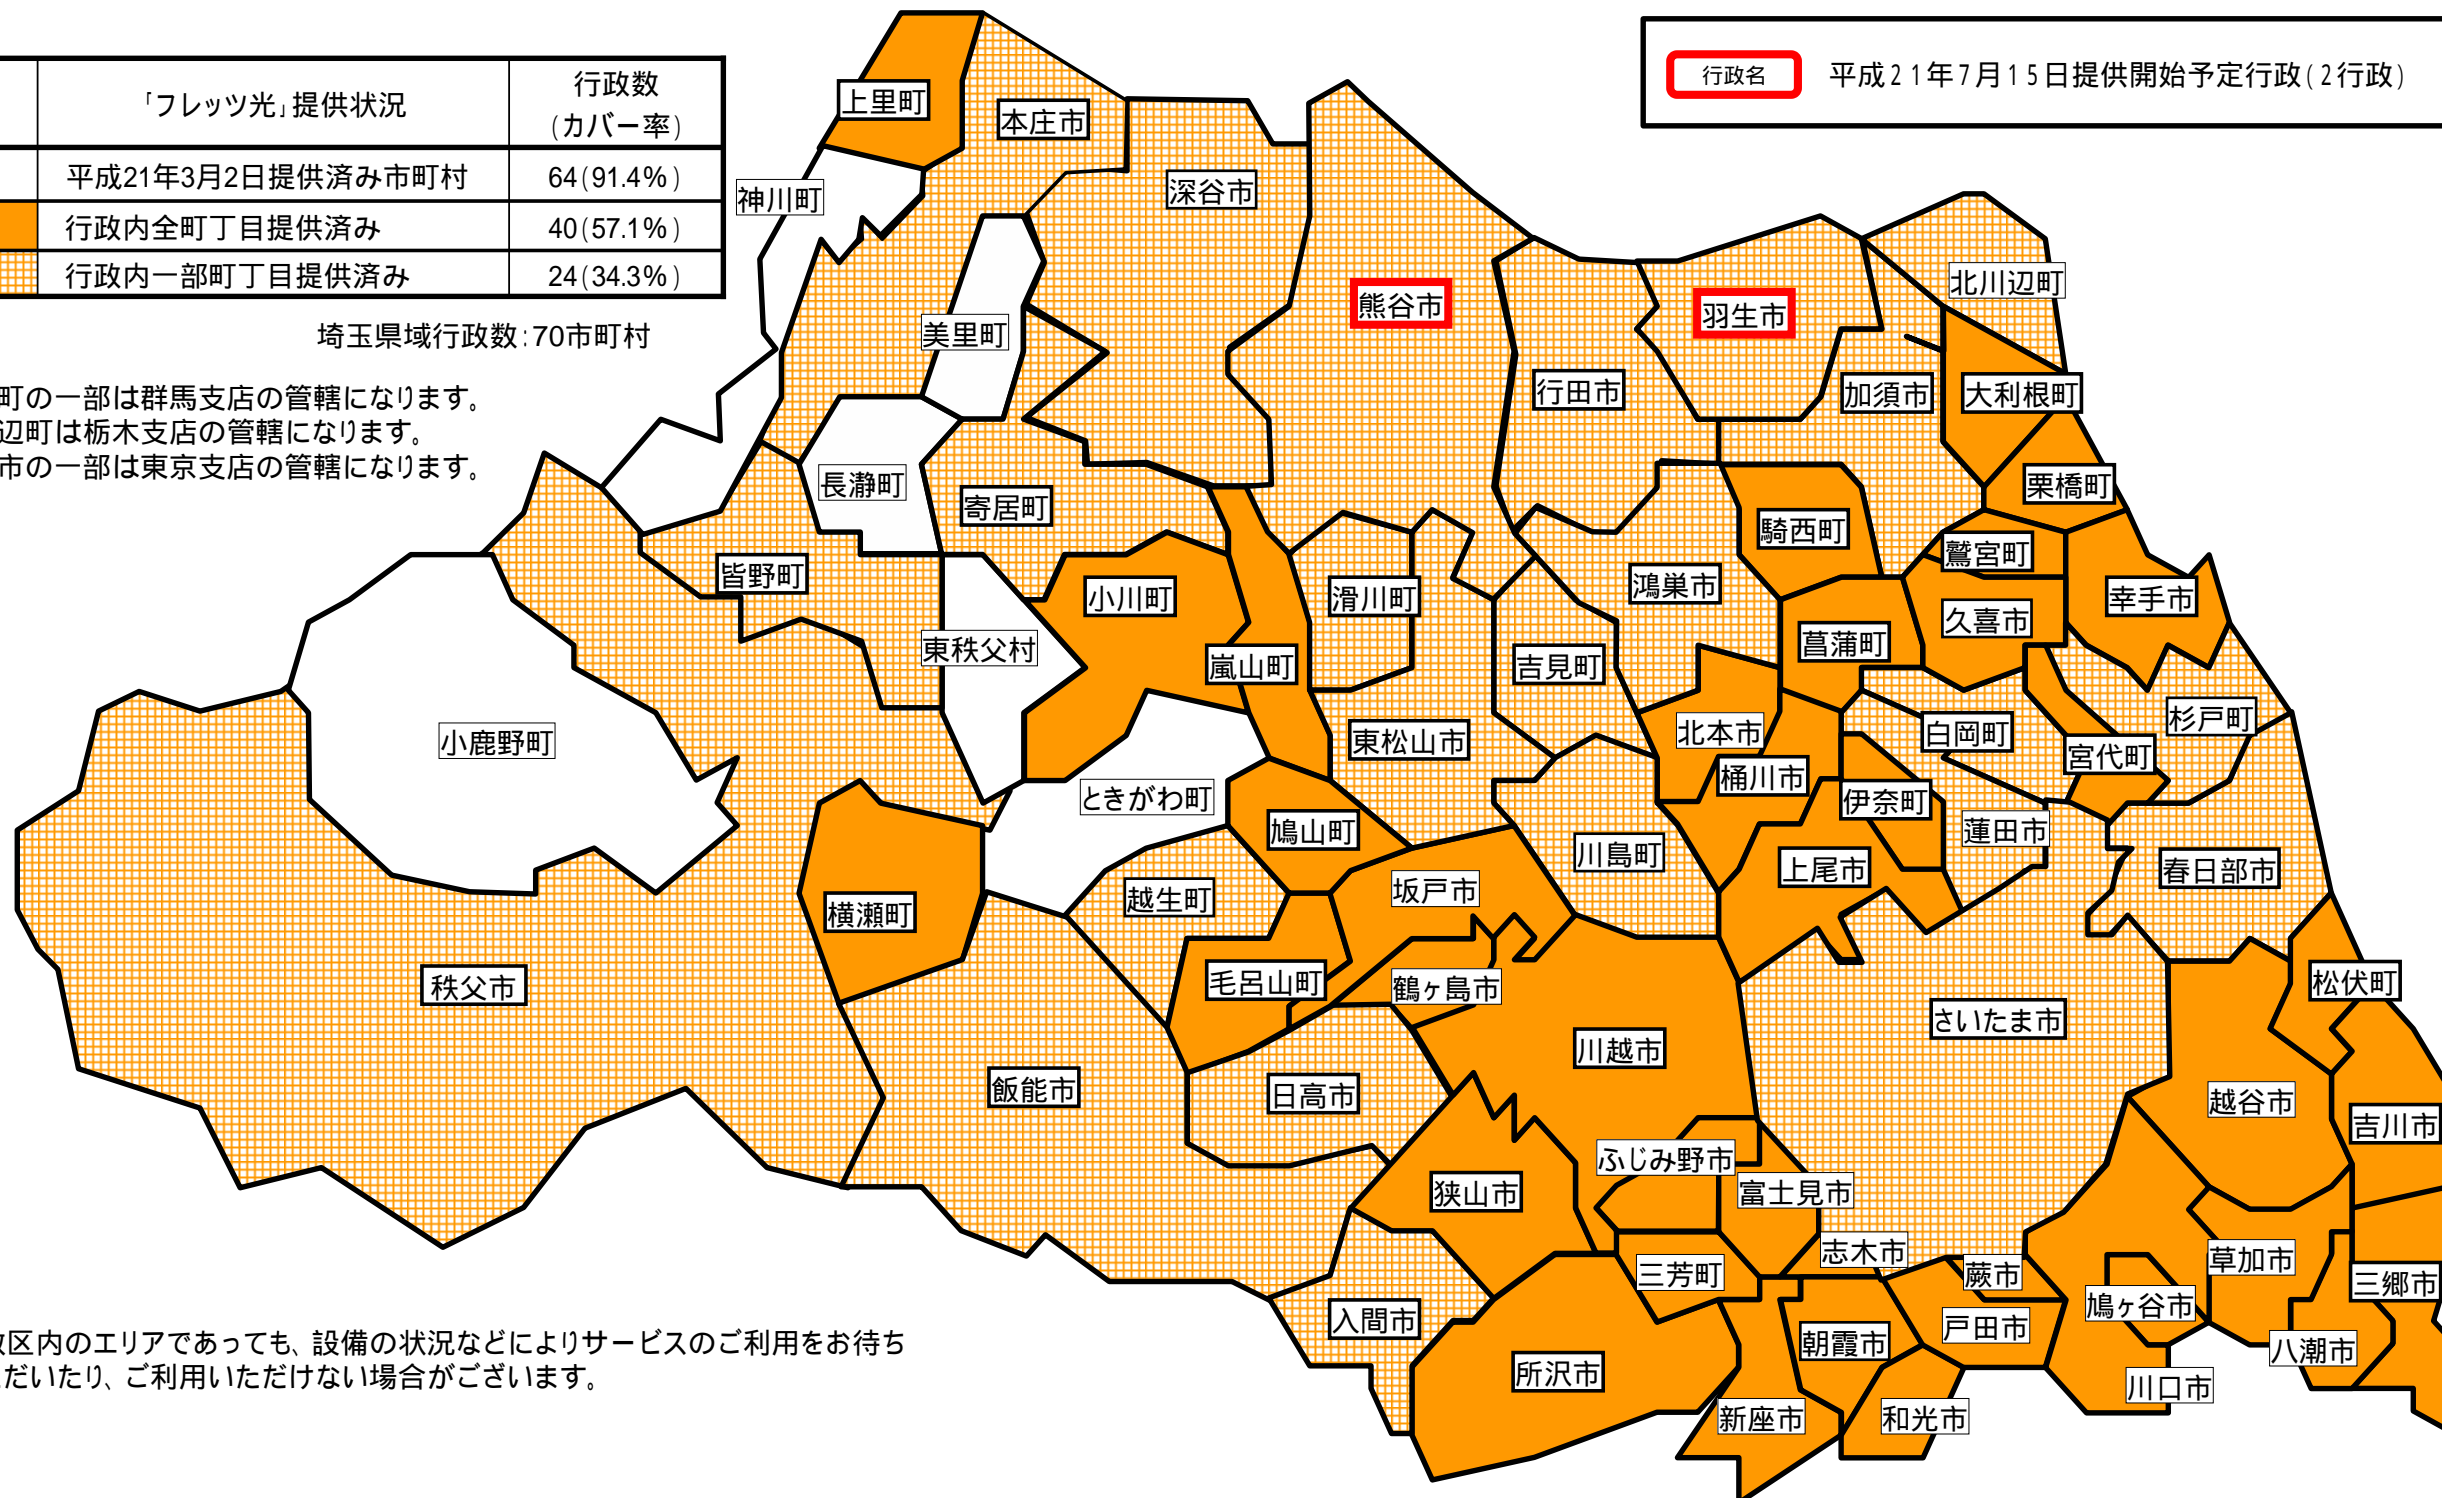 「フレッツ光」提供状況
行政数
(カバー率)
平成21年3月2日提供済み市町村
64(91.4%)
行政内全町丁目提供済み
40(57.1%)
行政内一部町丁目提供済み
24(34.3%)
埼玉県域行政数:70市町村
町の一部は群馬支店の管轄になります。
辺町は栃木支店の管轄になります。
市の一部は東京支店の管轄になります。
行政名 平成21年7月15日提供開始予定行政(2行政)
上里町
本庄市
神川町
深谷市
北川辺町
熊谷市
羽生市
美里町
行田市
加須市
大利根町
長瀞町
寄居町
栗橋町
騎西町
鷲宮町
皆野町
小川町
滑川町
鴻巣市
幸手市
久喜市
東秩父村
嵐山町
吉見町
菖蒲町
小鹿野町
東松山市
北本市
白岡町
杉戸町
宮代町
ときがわ町
桶川市
伊奈町
鳩山町
蓮田市
川島町
上尾市
春日部市
越生町
坂戸市
横瀬町
秩父市
毛呂山町
鶴ヶ島市
松伏町
さいたま市
川越市
飯能市
日高市
越谷市
吉川市
ふじみ野市
狭山市
富士見市
志木市
草加市
三芳町
蕨市
三郷市
入間市
鳩ヶ谷市
戸田市
朝霞市
八潮市
所沢市
川口市
新座市
和光市
区内のエリアであっても、設備の状況などによりサービスのご利用をお待ち
だいたり、ご利用いただけない場合がございます。